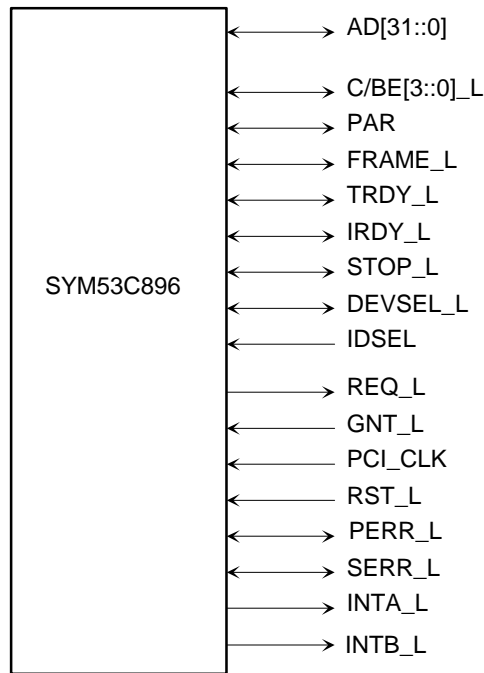 AD[31::0]
C/BE[3::0]_L
PAR
FRAME_L
TRDY_L
IRDY_L
STOP_L
SYM53C896
DEVSEL_L
IDSEL
REQ_L
GNT_L
PCI_CLK
RST_L
PERR_L
SERR_L
INTA_L
INTB_L